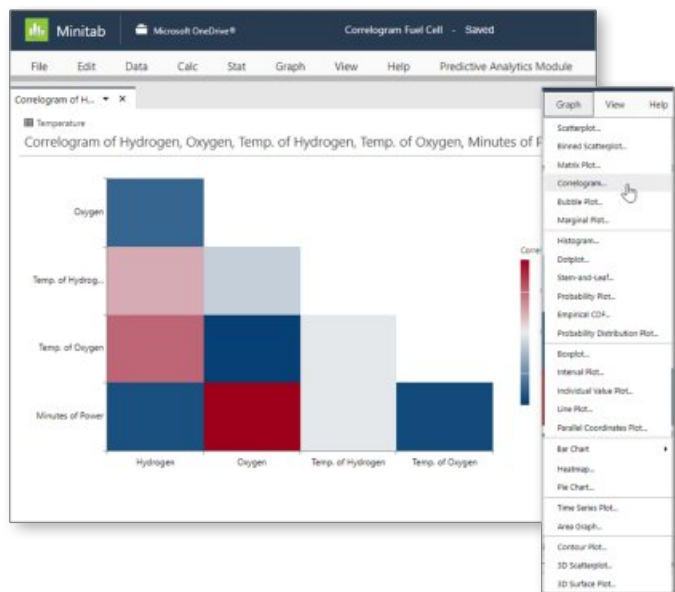 Minitab
Microsoft OneDrive®
Correlogram Fuel Cell - Saved
File Edit Data Calc Stat Graph View Help Predictive Analytics Module
Correlogram of H...
Temperature
Correlogram of Hydrogen, Oxygen, Temp. of Hydrogen, Temp. of Oxygen, Minutes of P
Oxygen
Temp. of Hydrog...
Temp. of Oxygen
Minutes of Power
Hydrogen Oxygen Temp. of Hydrogen Temp. of Oxygen
Corre
Graph View Help
Scatterplot...
Binned Scatterplot...
Matrix Plot...
Correlogram...
Bubble Plot...
Marginal Plot...
Histogram...
Dotplot...
Stem-and-Leaf...
Probability Plot...
Empirical CDF...
Probability Distribution Plot...
Boxplot...
Interval Plot...
Individual Value Plot...
Line Plot...
Parallel Coordinates Plot...
Bar Chart
Heatmap...
Pie Chart...
Time Series Plot...
Area Graph...
Contour Plot...
3D Scatterplot...
3D Surface Plot...